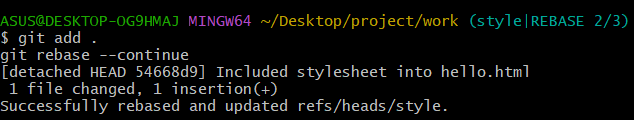 ASUS@DESKTOP-OG9HMAJ MINGW64 ~/Desktop/project/work (style|REBASE 2/3)
$ git add .
git rebase --continue
[detached HEAD 54668d9] Included stylesheet into hello.html
 1 file changed, 1 insertion(+)
Successfully rebased and updated refs/heads/style.